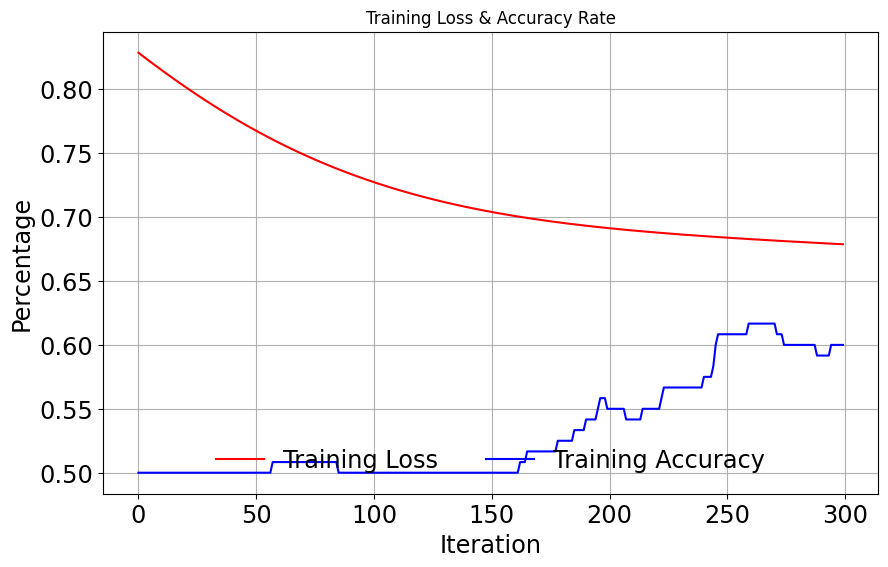 Training Loss & Accuracy Rate
Percentage
0.80
0.75
0.70
0.65
0.60
0.55
0.50
Training Loss
Training Accuracy
0 50 100 150 200 250 300
Iteration